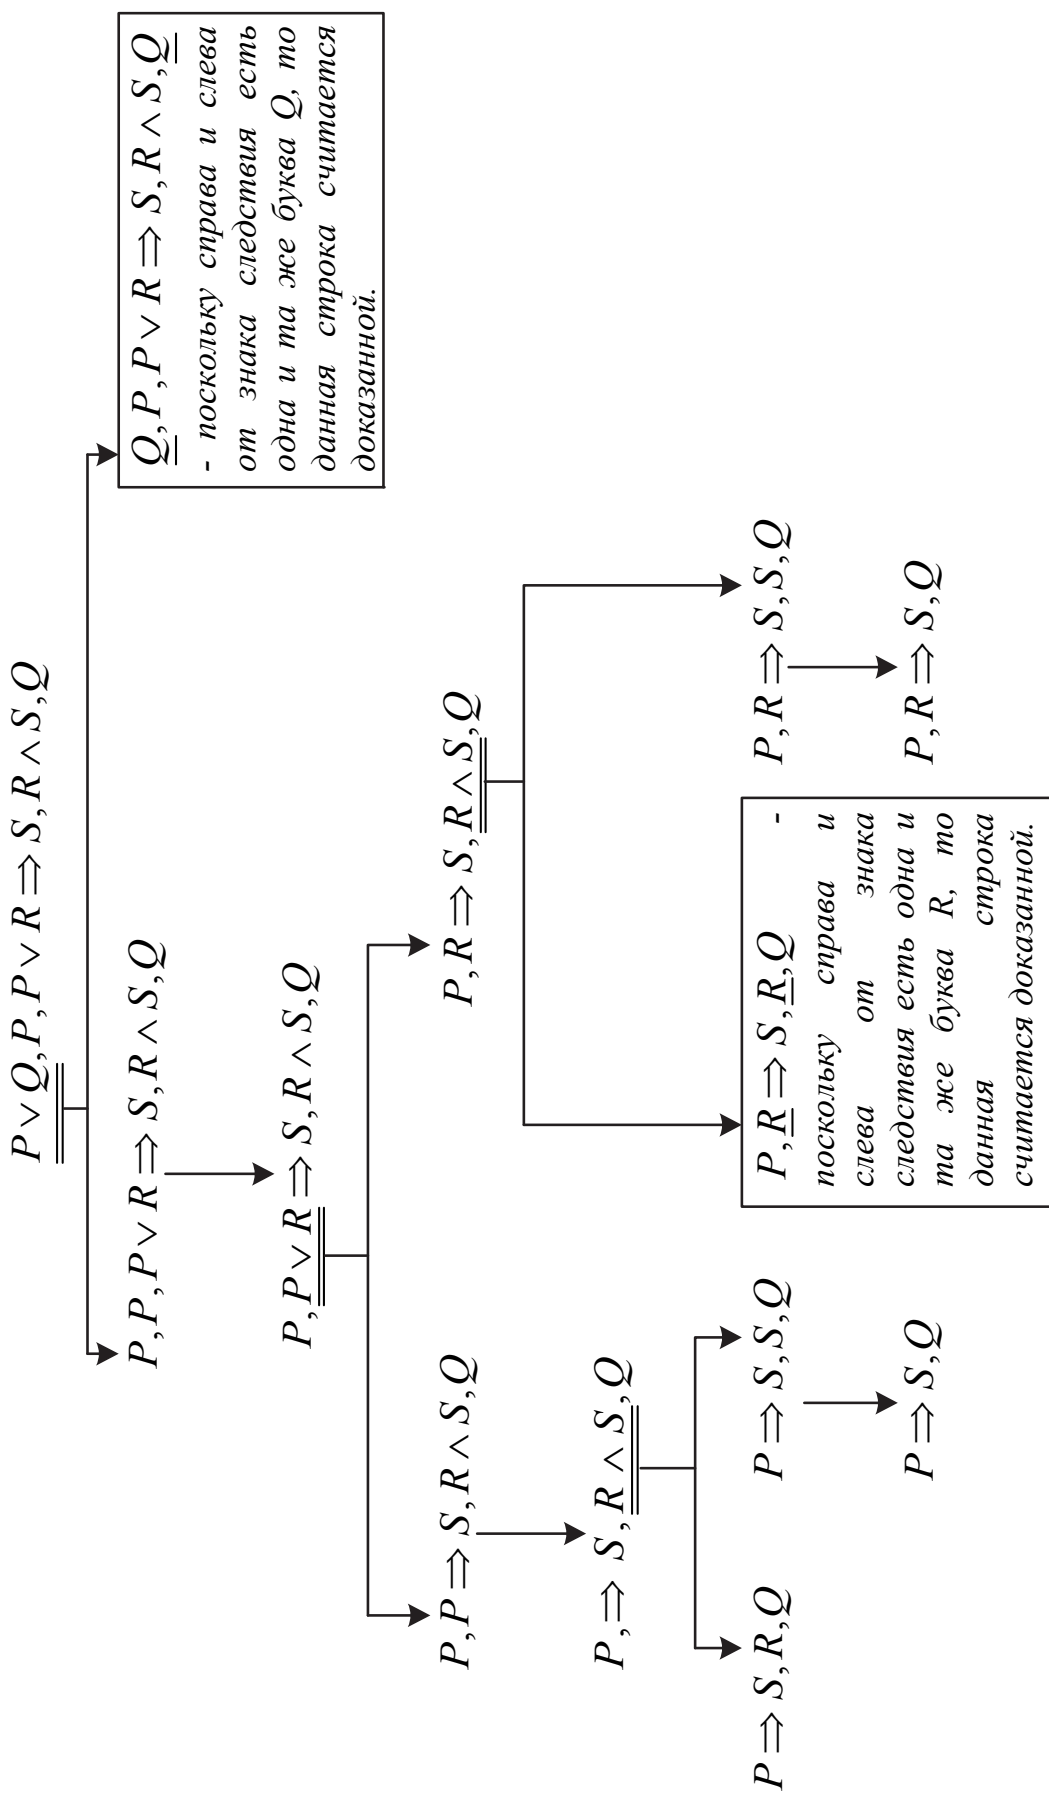 P∨Q,P,P∨R⇒S,R∧S,Q
P,P,P∨R⇒S,R∧S,Q
Q,P,P∨R⇒S,R∧S,Q
- поскольку справа и слева
от знака следствия есть
одна и та же буква Q, то
данная строка считается
доказанной.
P,P∨R⇒S,R∧S,Q
P,P⇒S,R∧S,Q
P,R⇒S,R∧S,Q
P,⇒S,R∧S,Q
P⇒S,R,Q
P⇒S,S,Q
P,R⇒S,R,Q -
поскольку справа и
слева от знака
следствия есть одна и
та же буква R, то
данная строка
считается доказанной.
P,R⇒S,S,Q
P⇒S,Q
P,R⇒S,Q